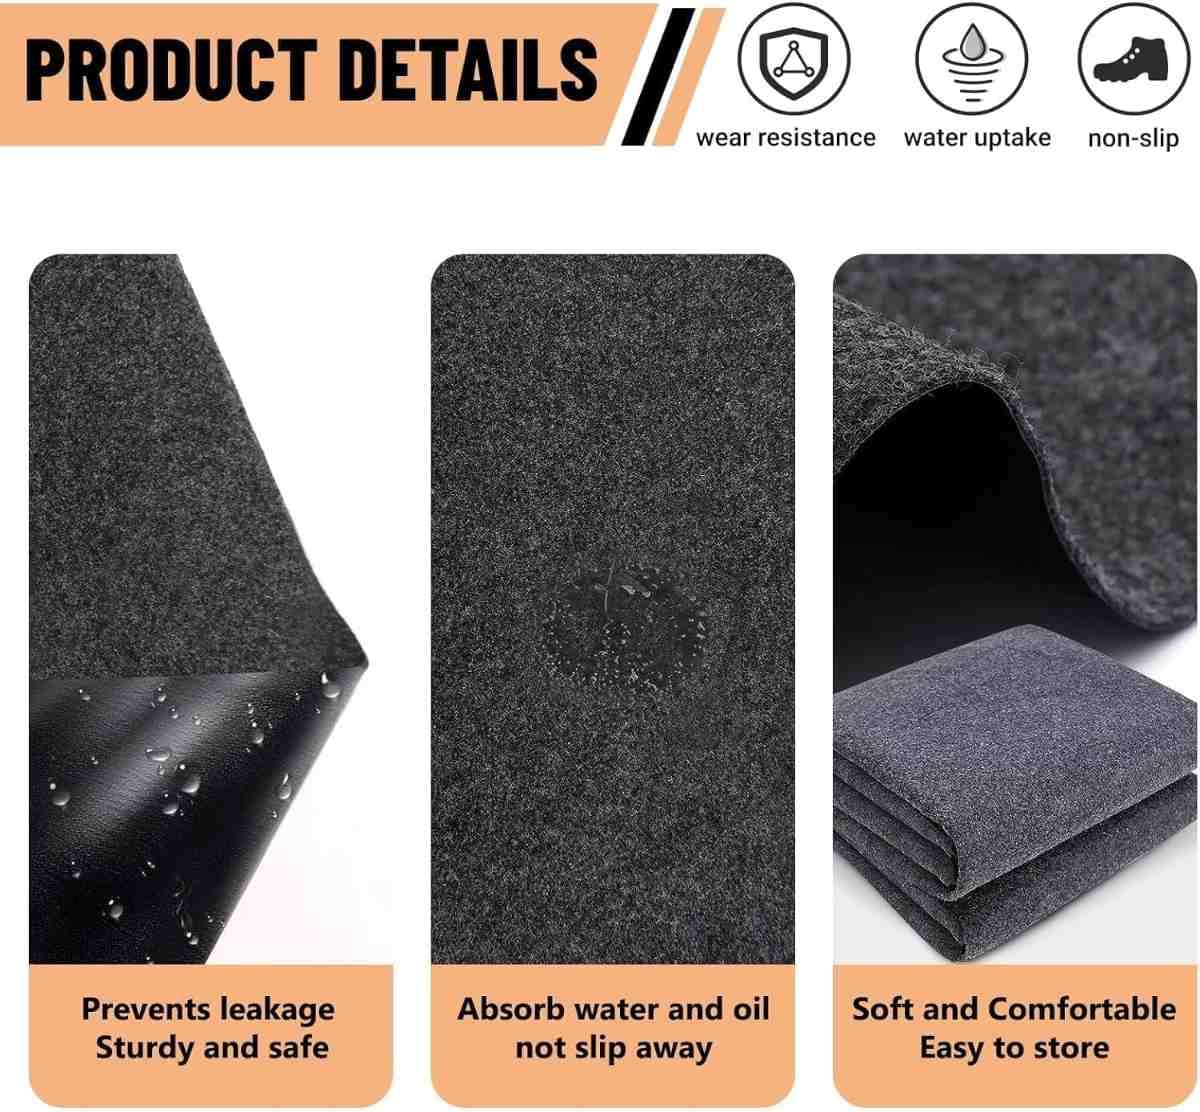 PRODUCT DETAILS
wear resistance
water uptake
non-slip
Prevents leakage
Sturdy and safe
Absorb water and oil
not slip away
Soft and Comfortable
Easy to store